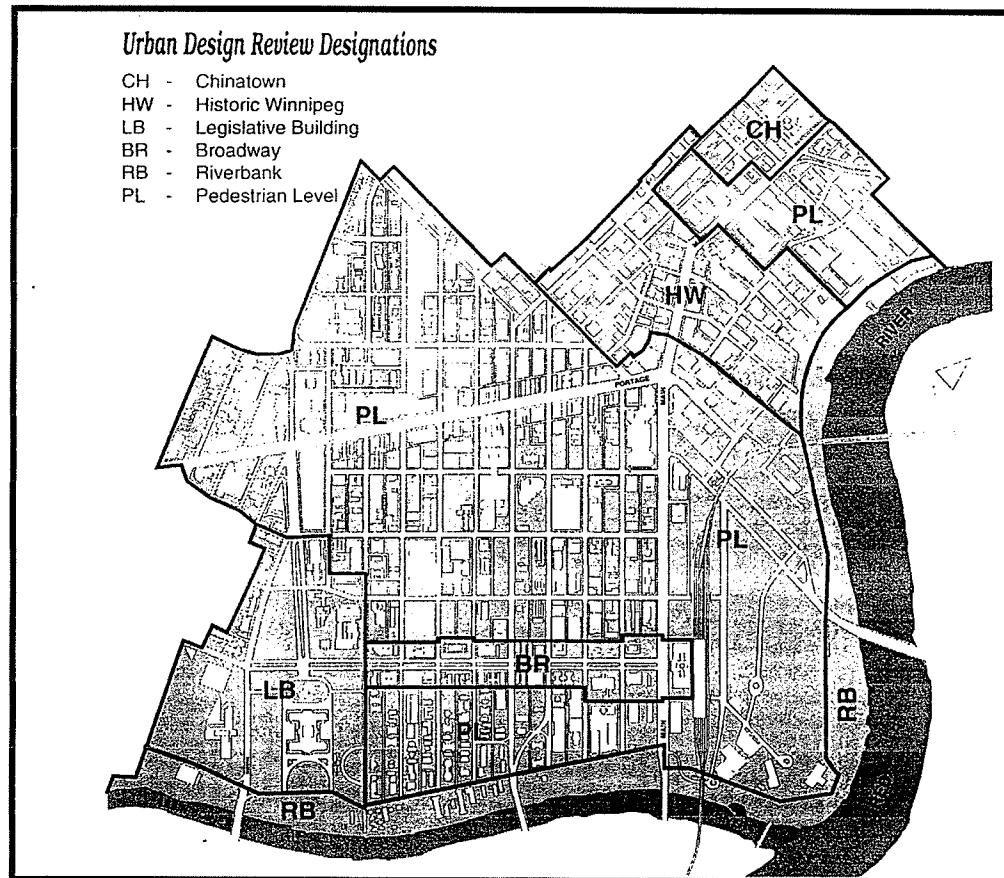 Urban Design Review Designations
CH - Chinatown
HW - Historic Winnipeg
LB - Legislative Building
BR - Broadway
RB - Riverbank
PL - Pedestrian Level
CH
PL
HW
RIVER
PORTAGE
MAIN
PL
PL
BR
LB
PL
RB
MAIN
RB